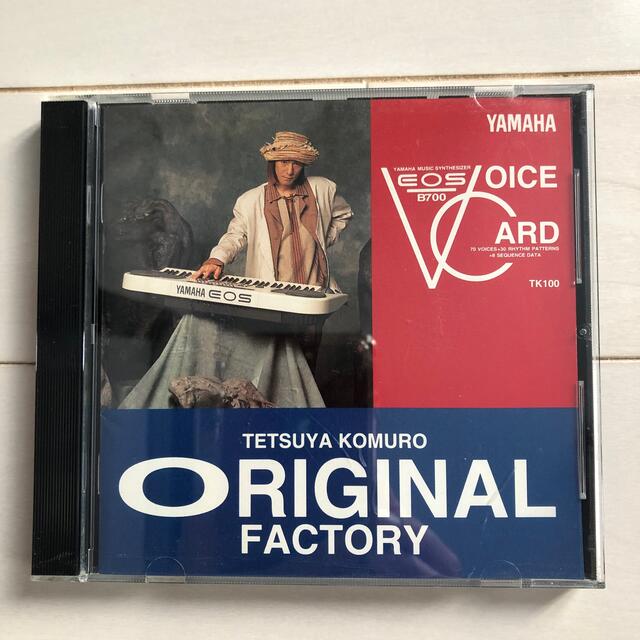 YAMAHA
YAMAHA MUSIC SYNTHESIZER
EOS
B700
VOICE
CARD
70 VOICES+30 RHYTHM PATTERNS
+8 SEQUENCE DATA
TK100
YAMAHA EOS
TETSUYA KOMURO
ORIGINAL
FACTORY